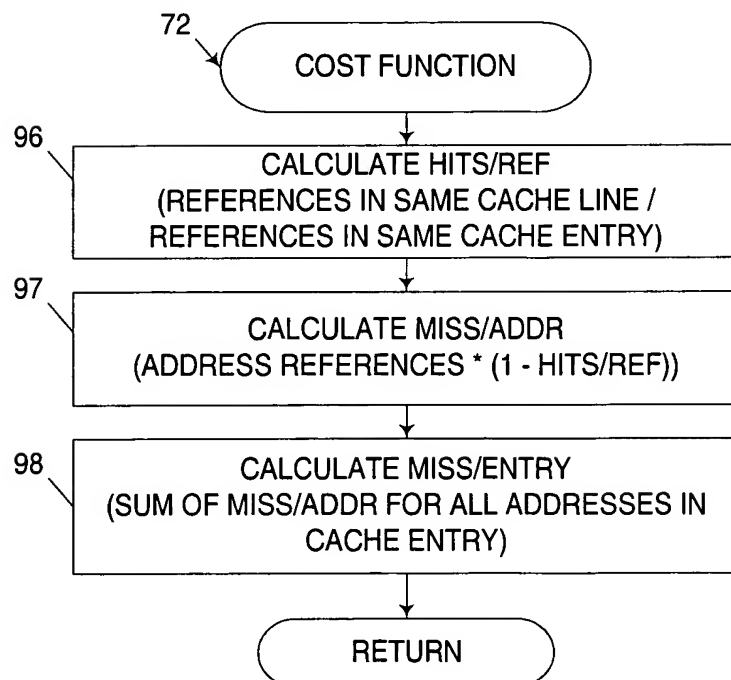 72
COST FUNCTION
96
CALCULATE HITS/REF
(REFERENCES IN SAME CACHE LINE /
REFERENCES IN SAME CACHE ENTRY)
97
CALCULATE MISS/ADDR
(ADDRESS REFERENCES * (1 - HITS/REF))
98
CALCULATE MISS/ENTRY
(SUM OF MISS/ADDR FOR ALL ADDRESSES IN
CACHE ENTRY)
RETURN